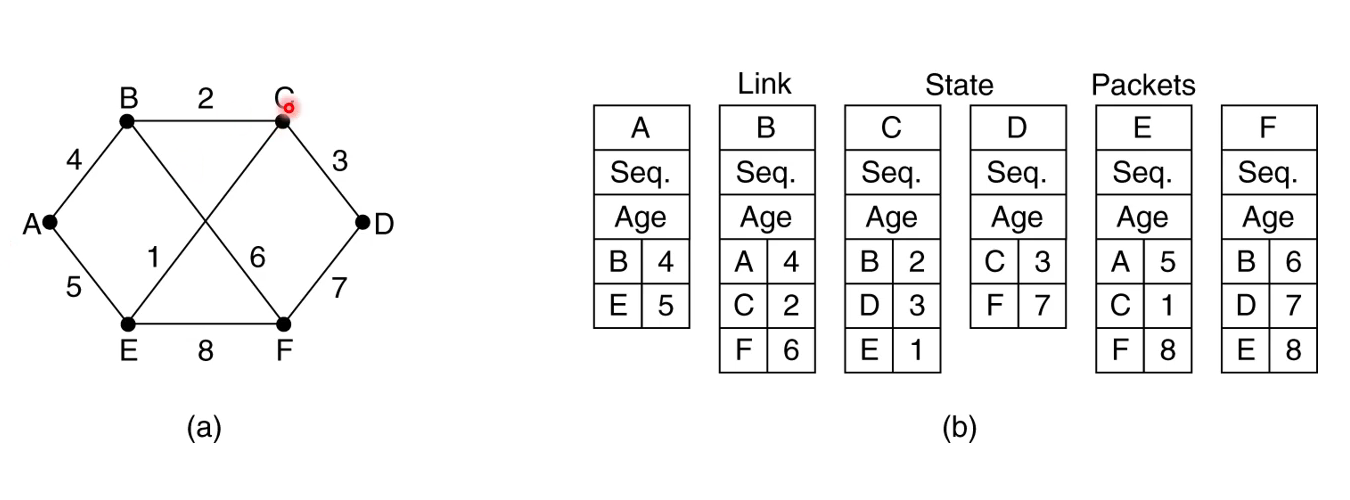 B 2 C
4 3
A D
1 6
5 7
E 8 F
(a)
Link State Packets
A B C D E F
Seq. Seq. Seq. Seq. Seq. Seq.
Age Age Age Age Age Age
B 4 A 4 B 2 C 3 A 5 B 6
E 5 C 2 D 3 F 7 C 1 D 7
F 6 E 1 F 8 E 8
(b)